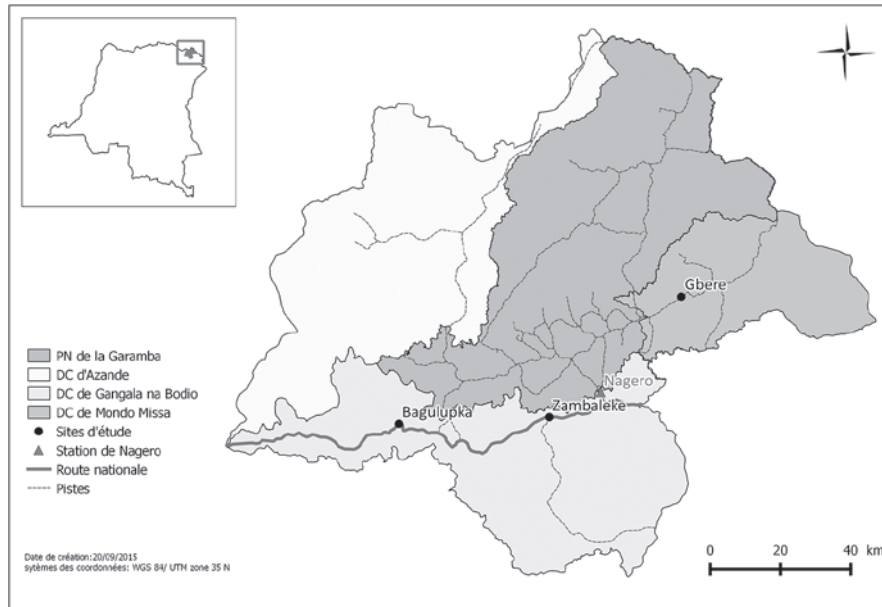 Gbere
Nagero
Bagulupka
Zambaleke
PN de la Garamba
DC d'Azande
DC de Gangala na Bodio
DC de Mondo Missa
Sites d'étude
Station de Nagero
Route nationale
Pistes
Date de création:20/09/2015
sytèmes des coordonnées: WGS 84/ UTM zone 35 N
0 20 40 km